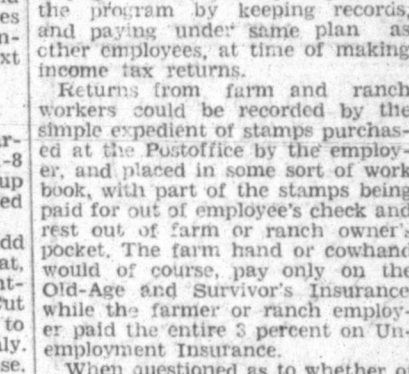 the program by keeping records,
and paying under same plan as
other employees, at time of making
income tax returns.
Returns from farm and ranch
workers could be recorded by the
simple expedient of stamps purchas-
ed at the Postoffice by the employ-
er, and placed in some sort of work
book, with part of the stamps being
paid for out of employee's check and
rest out of farm or ranch owner's
pocket. The farm hand or cowhand
would of course, pay only on the
Old-Age and Survivor's Insurance
while the farmer or ranch employ-
er paid the entire 3 percent on Un-
employment Insurance.
When questioned as to whether